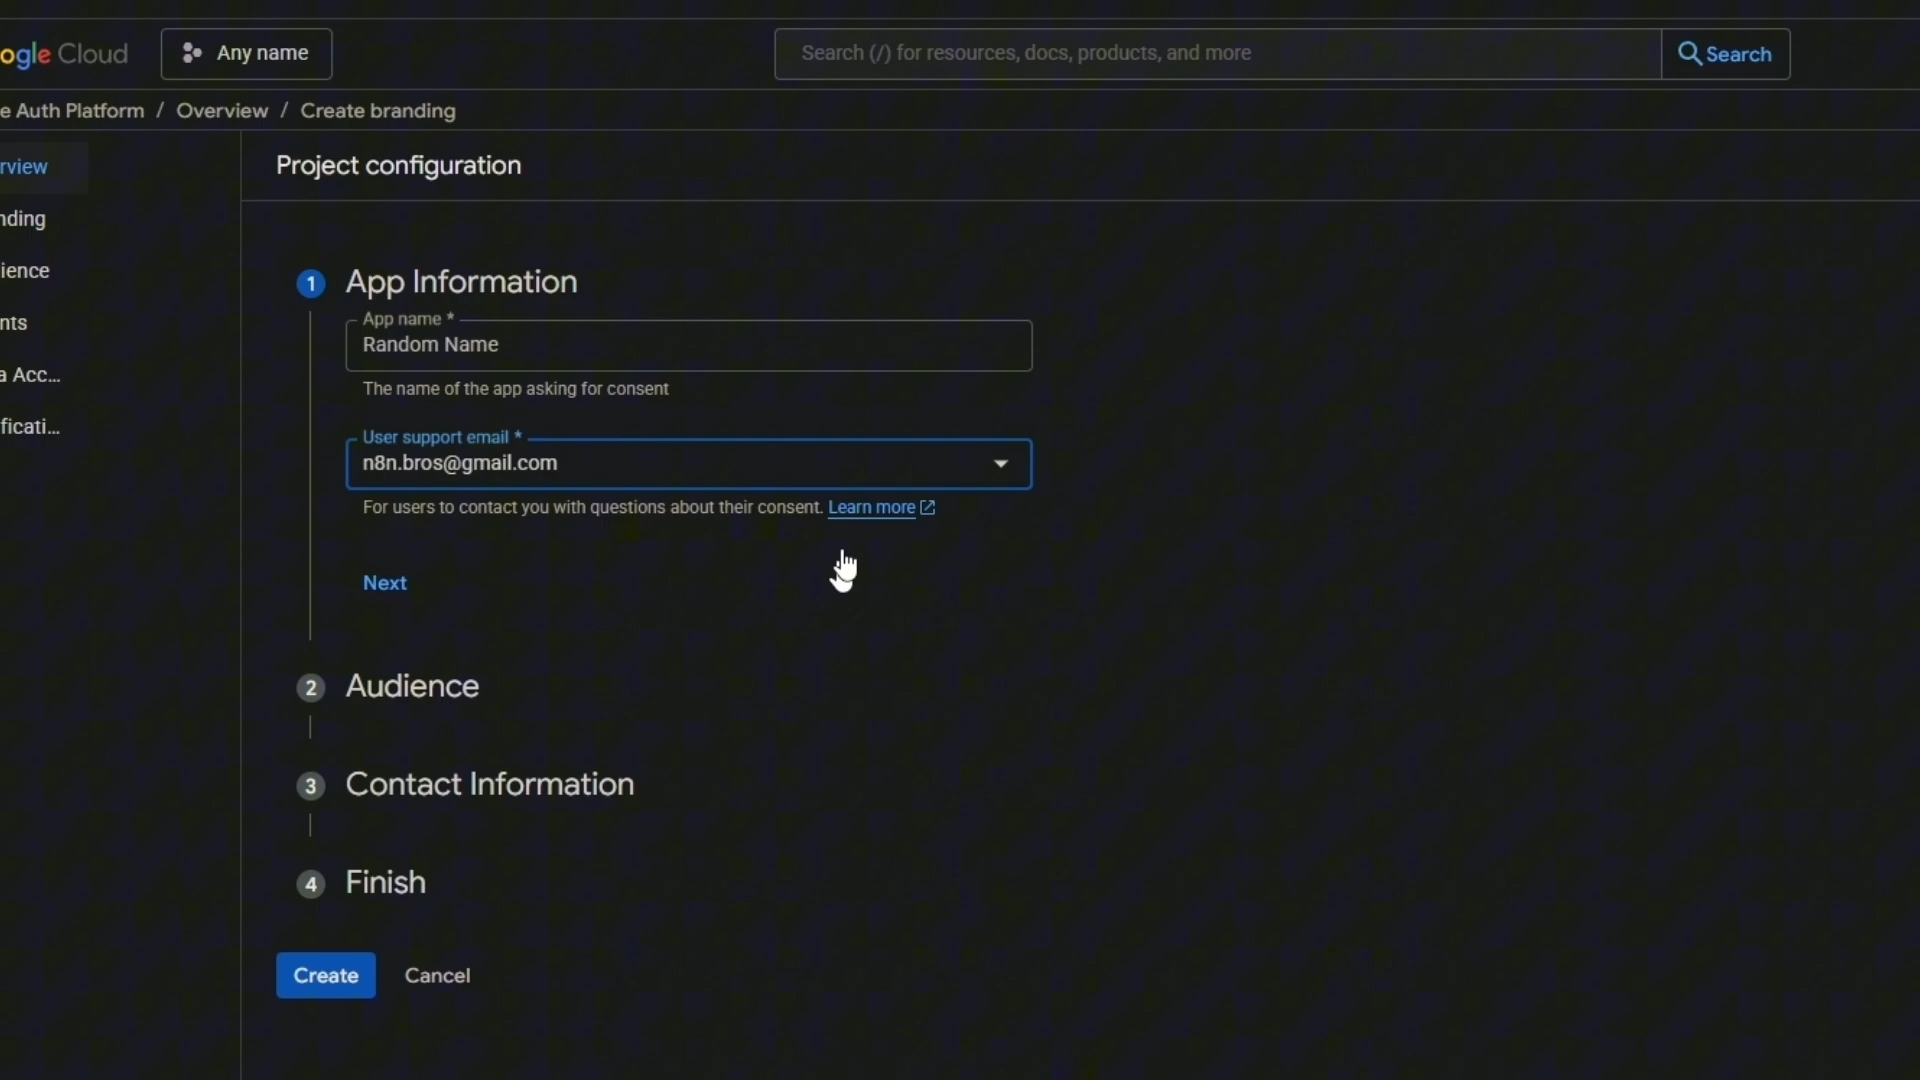 ogle Cloud
Any name
Search (/) for resources, docs, products, and more
Search
e Auth Platform / Overview / Create branding
rview
nding
ience
nts
a Acc...
ficati...
Project configuration
1 App Information
App name *
Random Name
The name of the app asking for consent
User support email *
n8n.bros@gmail.com
For users to contact you with questions about their consent. Learn more
Next
2 Audience
3 Contact Information
4 Finish
Create
Cancel